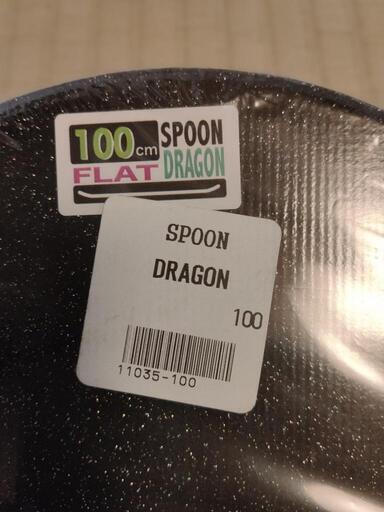 100cm SPOON
FLAT DRAGON
SPOON
DRAGON
100
11035-100